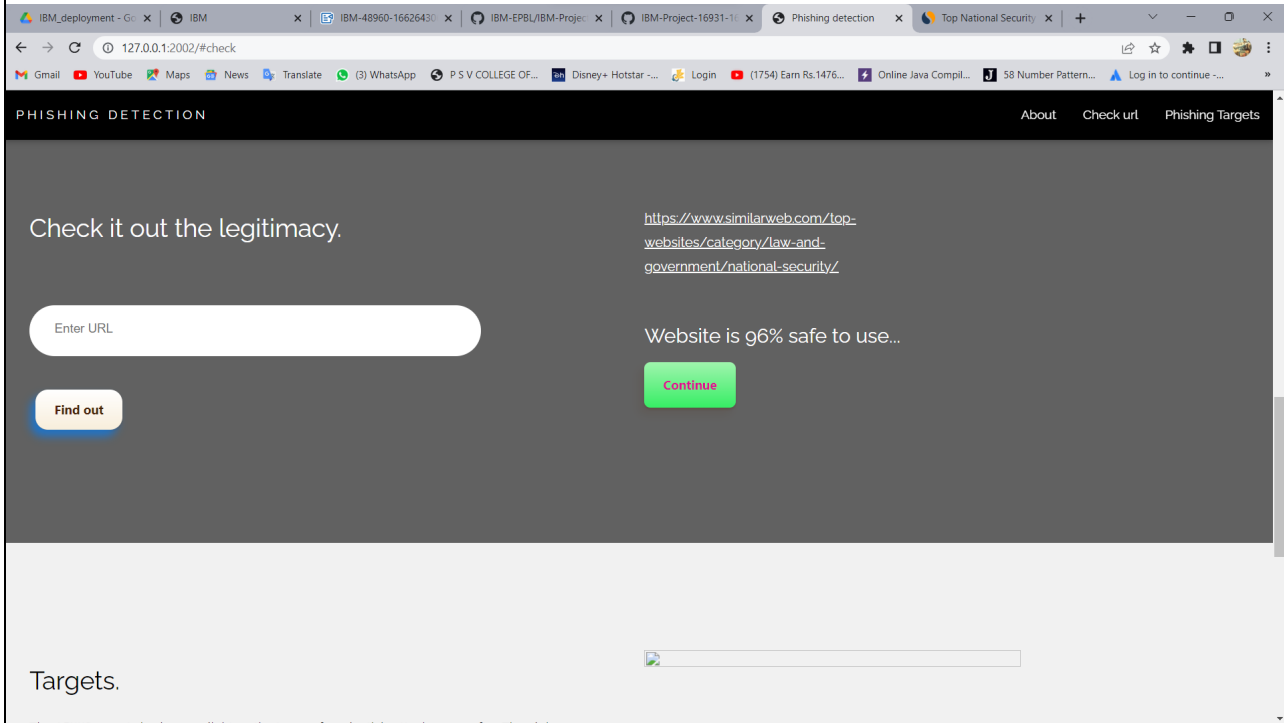 IBM_deployment - Go
IBM
IBM-48960-16626430
IBM-EPBL/IBM-Projec
IBM-Project-16931-16
Phishing detection
Top National Security
127.0.0.1:2002/#check
Gmail
YouTube
Maps
News
Translate
(3) WhatsApp
P S V COLLEGE OF...
Disney+ Hotstar -...
Login
(1754) Earn Rs.1476...
Online Java Compil...
58 Number Pattern...
Log in to continue -...
»
PHISHING DETECTION
About
Check url
Phishing Targets
Check it out the legitimacy.
Enter URL
Find out
https://www.similarweb.com/top-
websites/category/law-and-
government/national-security/
Website is 96% safe to use...
Continue
Targets.